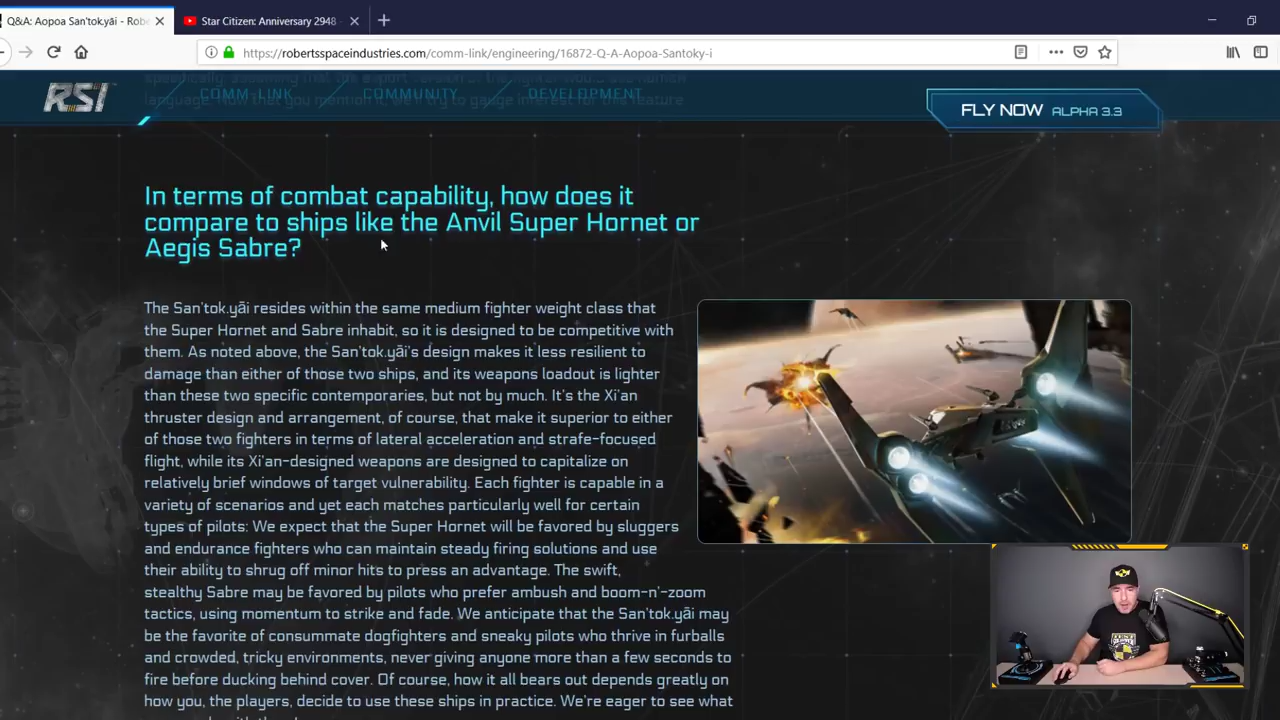 Q&A: Aopoa San'tok.yāi - Robe
Star Citizen: Anniversary 2948 -
https://robertsspaceindustries.com/comm-link/engineering/16872-Q-A-Aopoa-Santoky-i
RSI
COMM-LINK
COMMUNITY
DEVELOPMENT
FLY NOW ALPHA 3.3
In terms of combat capability, how does it
compare to ships like the Anvil Super Hornet or
Aegis Sabre?
The San'tok.yāi resides within the same medium fighter weight class that
the Super Hornet and Sabre inhabit, so it is designed to be competitive with
them. As noted above, the San'tok.yāi's design makes it less resilient to
damage than either of those two ships, and its weapons loadout is lighter
than these two specific contemporaries, but not by much. It's the Xi'an
thruster design and arrangement, of course, that make it superior to either
of those two fighters in terms of lateral acceleration and strafe-focused
flight, while its Xi'an-designed weapons are designed to capitalize on
relatively brief windows of target vulnerability. Each fighter is capable in a
variety of scenarios and yet each matches particularly well for certain
types of pilots: We expect that the Super Hornet will be favored by sluggers
and endurance fighters who can maintain steady firing solutions and use
their ability to shrug off minor hits to press an advantage. The swift,
stealthy Sabre may be favored by pilots who prefer ambush and boom-n'-zoom
tactics, using momentum to strike and fade. We anticipate that the San'tok.yāi may
be the favorite of consummate dogfighters and sneaky pilots who thrive in furballs
and crowded, tricky environments, never giving anyone more than a few seconds to
fire before ducking behind cover. Of course, how it all bears out depends greatly on
how you, the players, decide to use these ships in practice. We're eager to see what